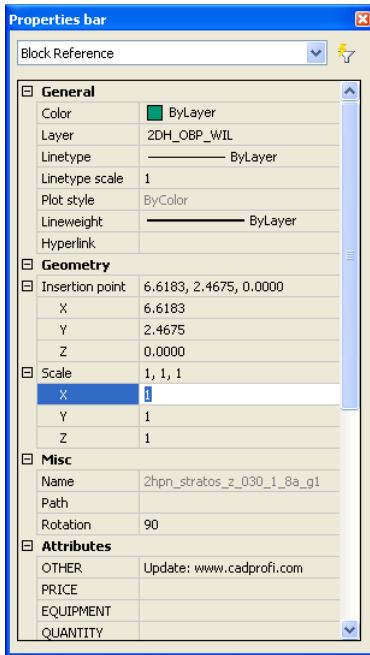 Properties bar
Block Reference
General
Color ByLayer
Layer 2DH_OBP_WIL
Linetype ByLayer
Linetype scale 1
Plot style ByColor
Lineweight ByLayer
Hyperlink
Geometry
Insertion point 6.6183, 2.4675, 0.0000
X 6.6183
Y 2.4675
Z 0.0000
Scale 1, 1, 1
X 1
Y 1
Z 1
Misc
Name 2hpn_stratos_z_030_1_8a_g1
Path
Rotation 90
Attributes
OTHER Update: www.cadprofi.com
PRICE
EQUIPMENT
QUANTITY